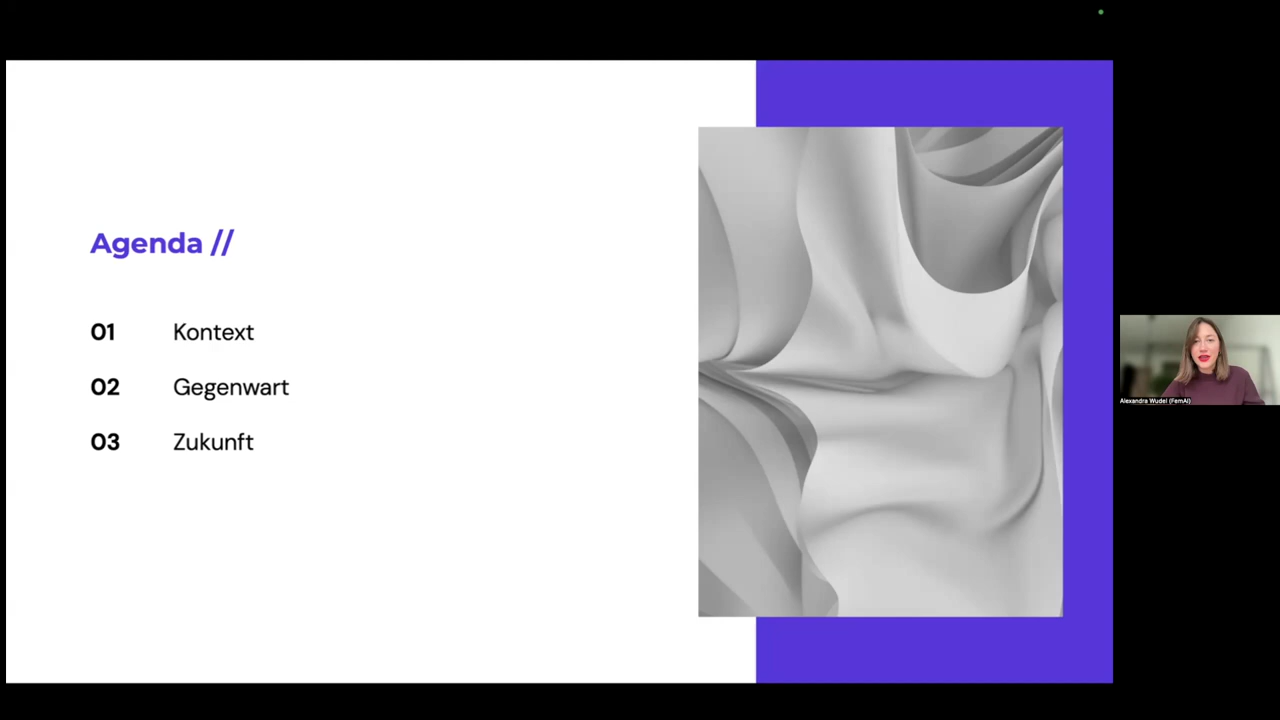 Agenda //
01 Kontext
02 Gegenwart
03 Zukunft
Alexandra Wudel (FemAI)